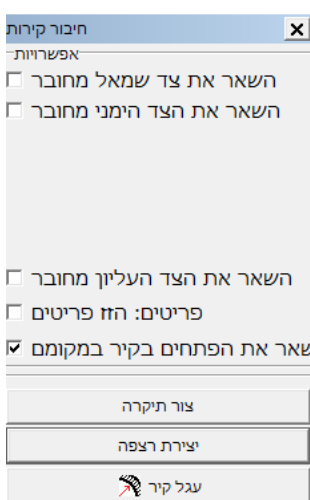 חיבור קירות
אפשרויות
השאר את צד שמאל מחובר
השאר את הצד הימני מחובר
השאר את הצד העליון מחובר
פריטים: הזז פריטים
שאר את הפתחים בקיר במקומם
צור תיקרה
יצירת רצפה
עגל קיר